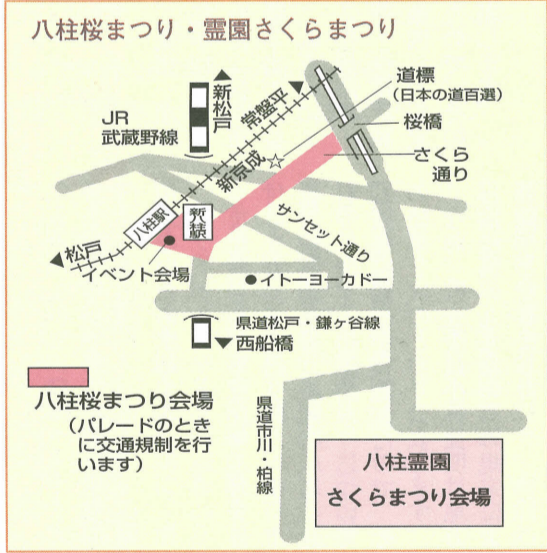 八柱桜まつり・霊園さくらまつり
新松戸
常盤平
道標
(日本の道百選)
JR
武蔵野線
桜橋
新京成
さくら
通り
八柱駅
新八柱駅
サンセット通り
松戸
イベント会場
イトーヨーカドー
県道松戸・鎌ヶ谷線
西船橋
八柱桜まつり会場
(パレードのとき
に交通規制を行
います)
県道市川・柏線
八柱霊園
さくらまつり会場